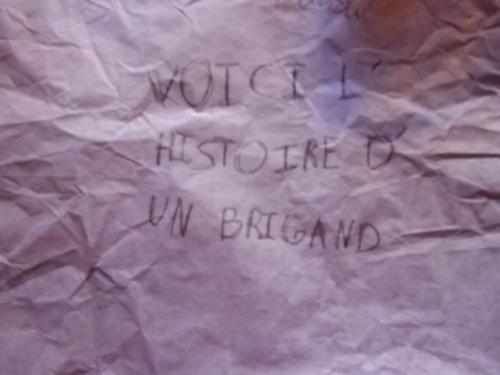 VOICI L'
HISTOIRE D'
UN BRIGAND